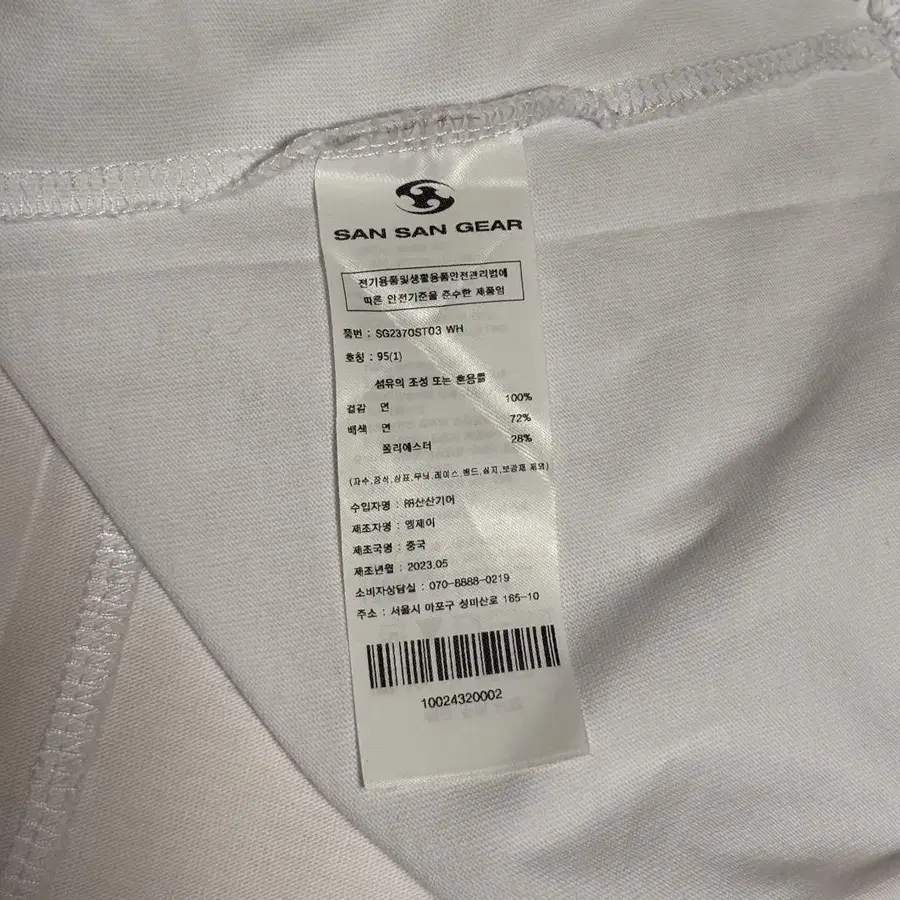 SAN SAN GEAR
전기용품및생활용품안전관리법에
따른 안전기준을 준수한 제품임
품번 : SG2370ST03 WH
호칭 : 95(1)
섬유의 조성 또는 혼용률
겉감 면 100%
배색 면 72%
폴리에스터 28%
(자수,장식,상표,무늬,레이스,밴드,심지,보강재 제외)
수입자명 : ㈜산산기어
제조자명 : 엠제이
제조국명 : 중국
제조년월 : 2023.05
소비자상담실 : 070-8888-0219
주소 : 서울시 마포구 성미산로 165-10
10024320002